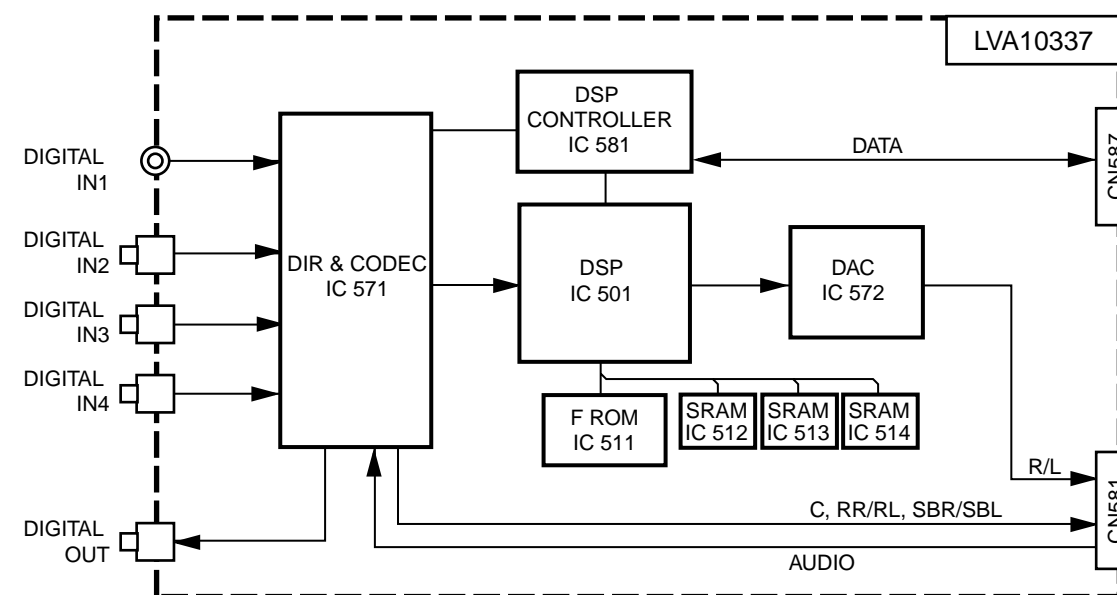 LVA10337
DSP
CONTROLLER
IC 581
DIGITAL
IN1
DATA
CN587
DIGITAL
IN2
DIR & CODEC
IC 571
DSP
IC 501
DAC
IC 572
DIGITAL
IN3
DIGITAL
IN4
F ROM
IC 511
SRAM
IC 512
SRAM
IC 513
SRAM
IC 514
R/L
CN581
C, RR/RL, SBR/SBL
DIGITAL
OUT
AUDIO